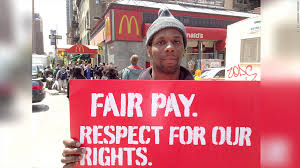 McDonald's
FAIR PAY.
RESPECT FOR OUR
RIGHTS.